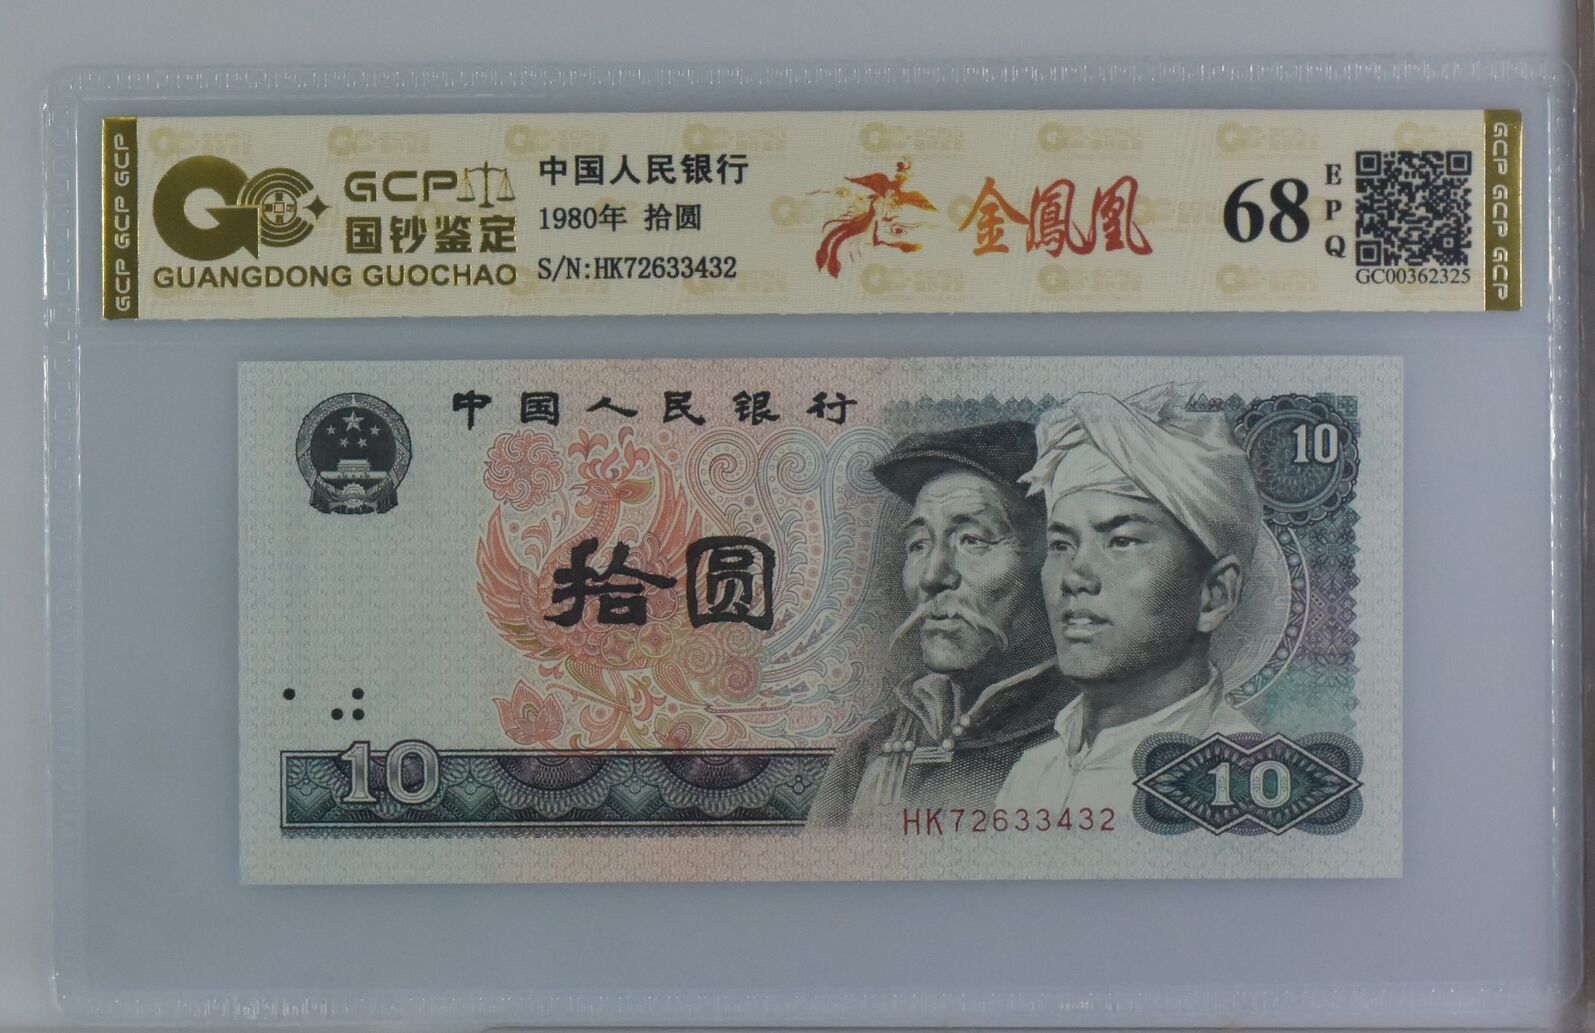 GCP
国钞鉴定
GUANGDONG GUOCHAO
中国人民银行
1980年 拾圆
S/N:HK72633432
金鳳凰
68
EPQ
GC00362325
GCP GCP GCP
GCP GCP GCP
中国人民银行
10
拾圆
10
HK72633432
10